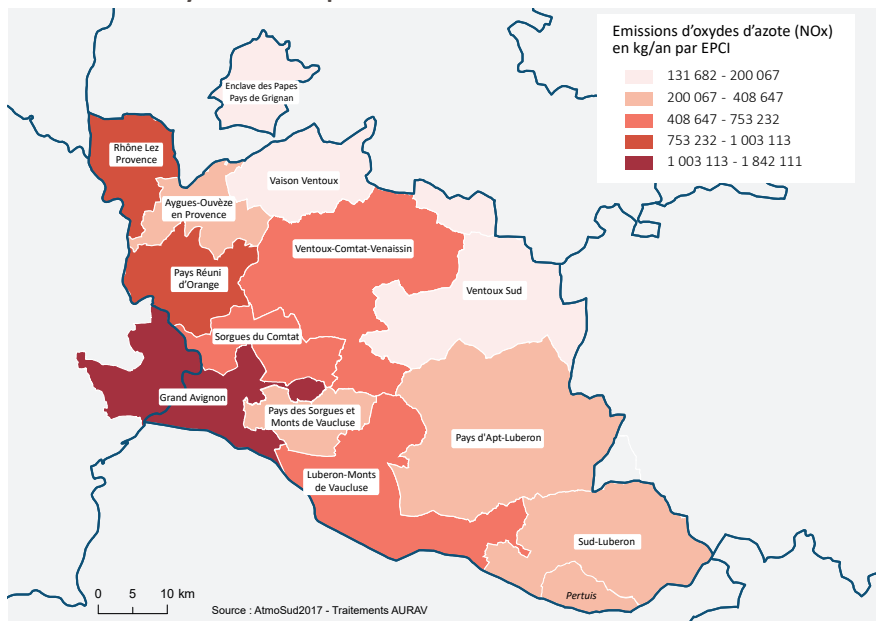 Emissions d'oxydes d'azote (NOx)
en kg/an par EPCI
131 682 - 200 067
200 067 - 408 647
408 647 - 753 232
753 232 - 1 003 113
1 003 113 - 1 842 111
Enclave des Papes
Pays de Grignan
Rhône Lez
Provence
Vaison Ventoux
Aygues-Ouvèze
en Provence
Ventoux-Comtat-Venaissin
Pays Réuni
d'Orange
Ventoux Sud
Sorgues du Comtat
Grand Avignon
Pays des Sorgues et
Monts de Vaucluse
Pays d'Apt-Luberon
Luberon-Monts
de Vaucluse
Sud-Luberon
Pertuis
0 5 10 km
Source : AtmoSud2017 - Traitements AURAV